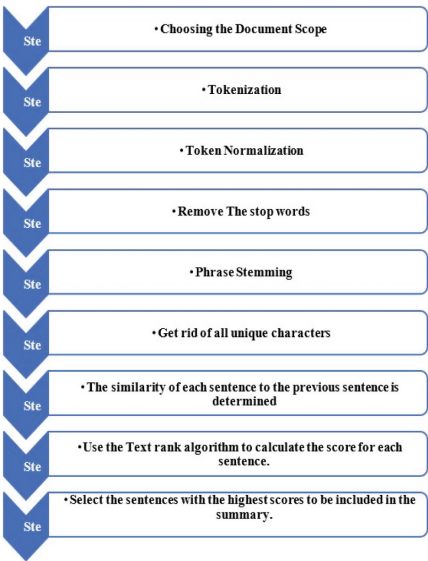 Ste
• Choosing the Document Scope
Ste
• Tokenization
Ste
• Token Normalization
Ste
• Remove The stop words
Ste
• Phrase Stemming
Ste
• Get rid of all unique characters
Ste
• The similarity of each sentence to the previous sentence is
determined
Ste
• Use the Text rank algorithm to calculate the score for each
sentence.
Ste
• Select the sentences with the highest scores to be included in the
summary.